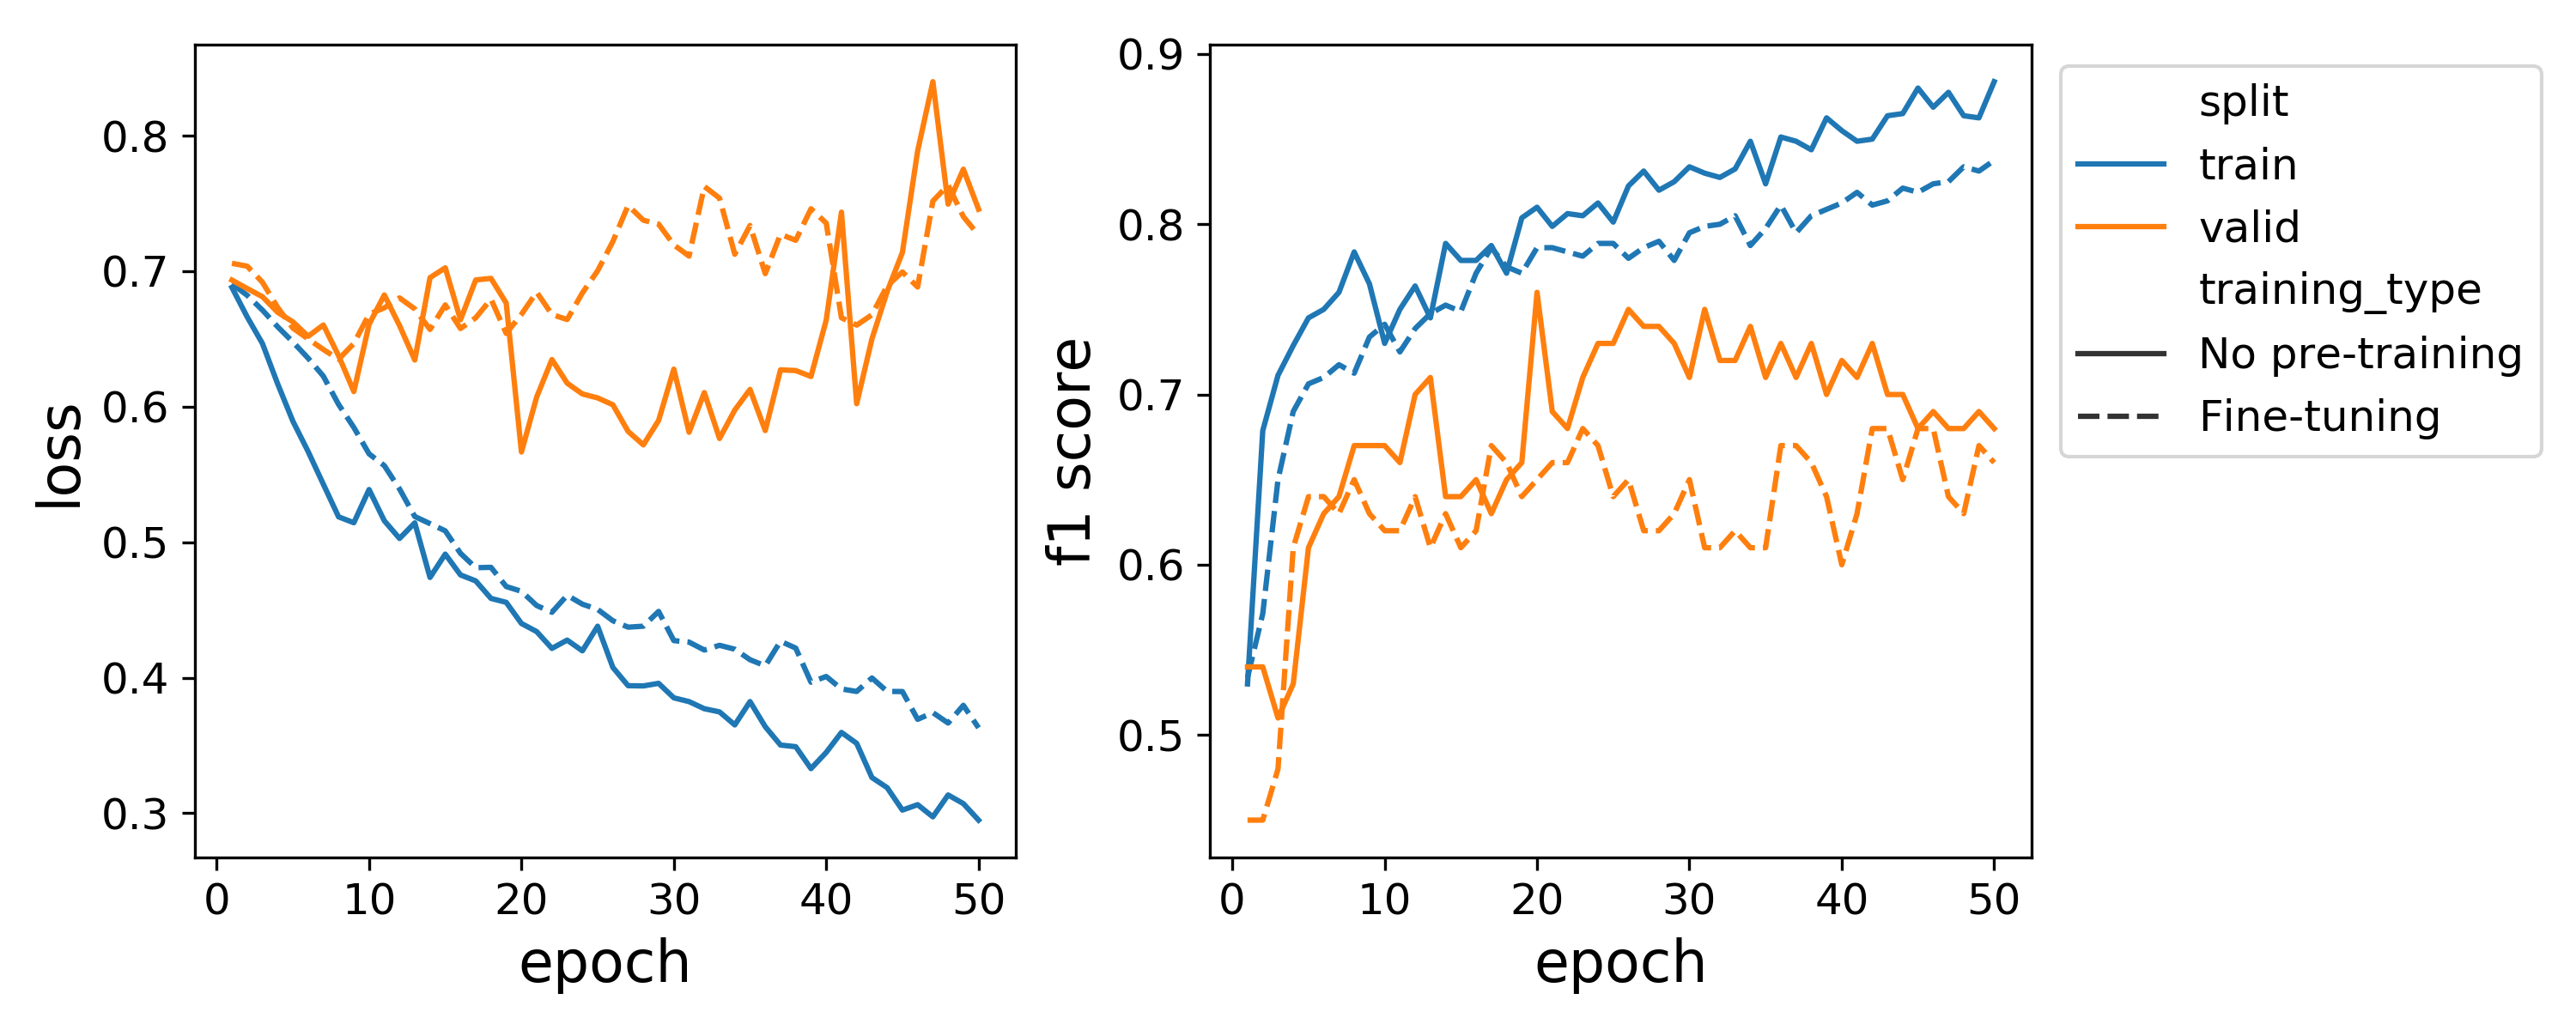 0.8
0.7
0.6
0.5
0.4
0.3
loss
0 10 20 30 40 50
epoch
0.9
0.8
0.7
0.6
0.5
f1 score
0 10 20 30 40 50
epoch
split
train
valid
training_type
No pre-training
Fine-tuning